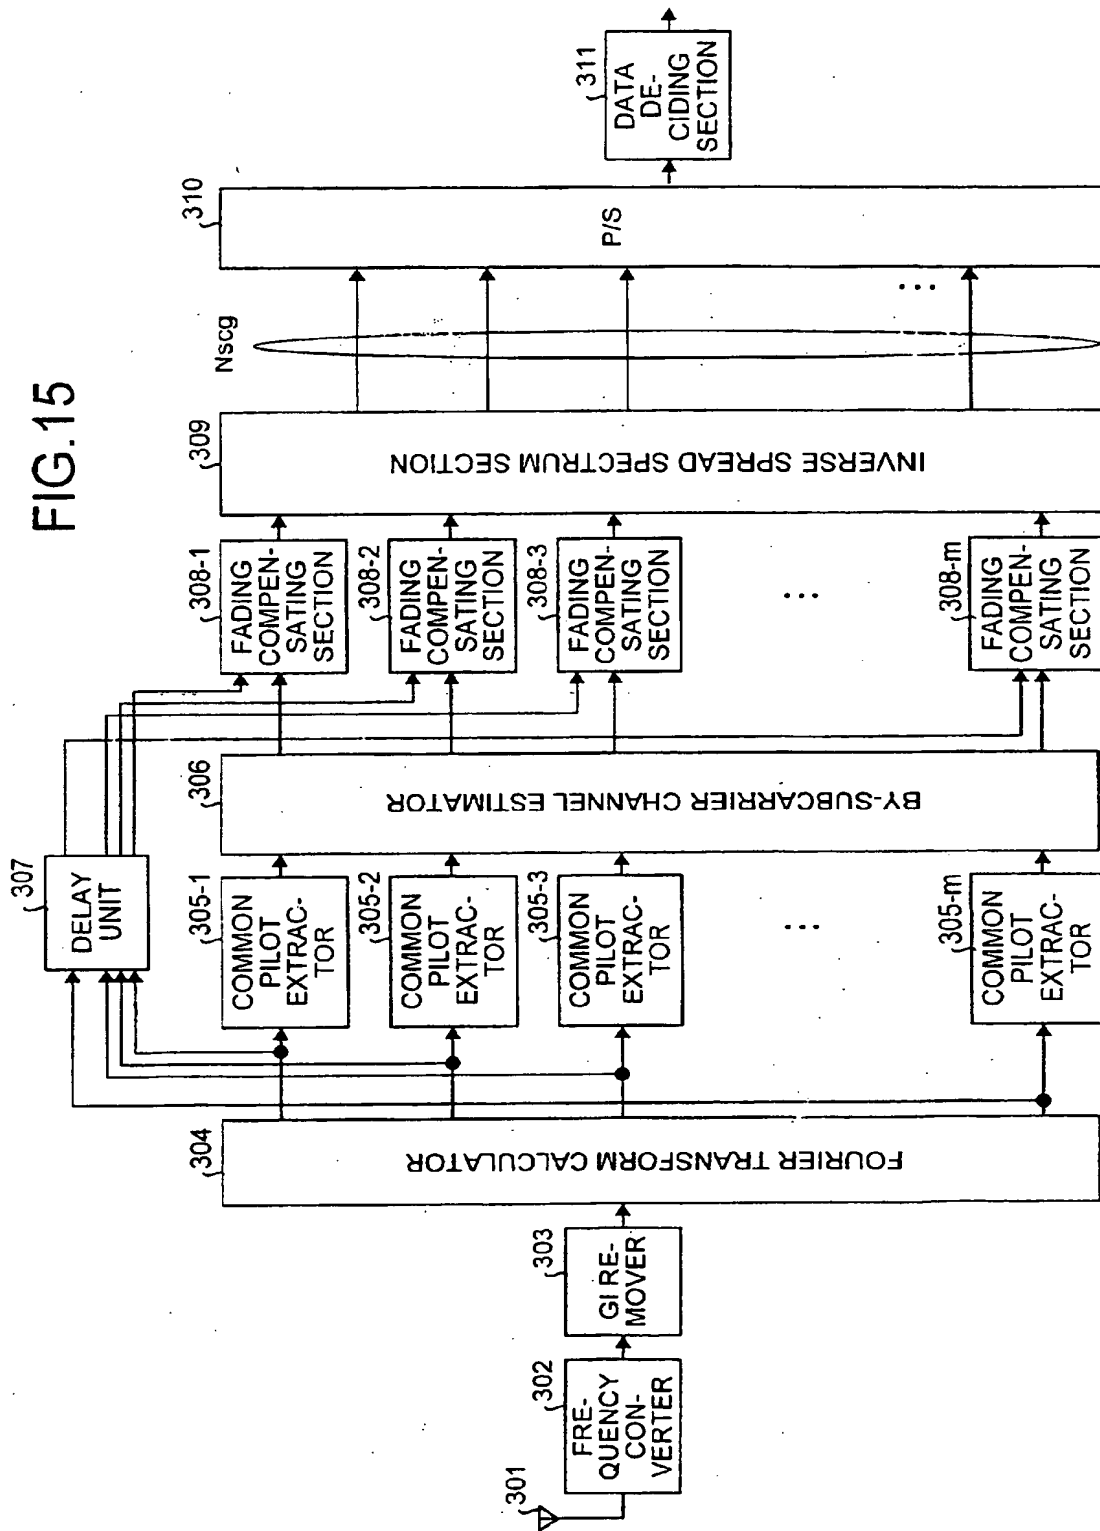 FIG.15
301
302
FRE-
QUENCY
CON-
VERTER
303
GI RE-
MOVER
304
FOURIER TRANSFORM CALCULATOR
307
DELAY
UNIT
305-1
COMMON
PILOT
EXTRAC-
TOR
305-2
COMMON
PILOT
EXTRAC-
TOR
305-3
COMMON
PILOT
EXTRAC-
TOR
...
305-m
COMMON
PILOT
EXTRAC-
TOR
306
BY-SUBCARRIER CHANNEL ESTIMATOR
308-1
FADING
COMPEN-
SATING
SECTION
308-2
FADING
COMPEN-
SATING
SECTION
308-3
FADING
COMPEN-
SATING
SECTION
...
308-m
FADING
COMPEN-
SATING
SECTION
309
INVERSE SPREAD SPECTRUM SECTION
Nscg
...
310
P/S
311
DATA
DE-
CIDING
SECTION